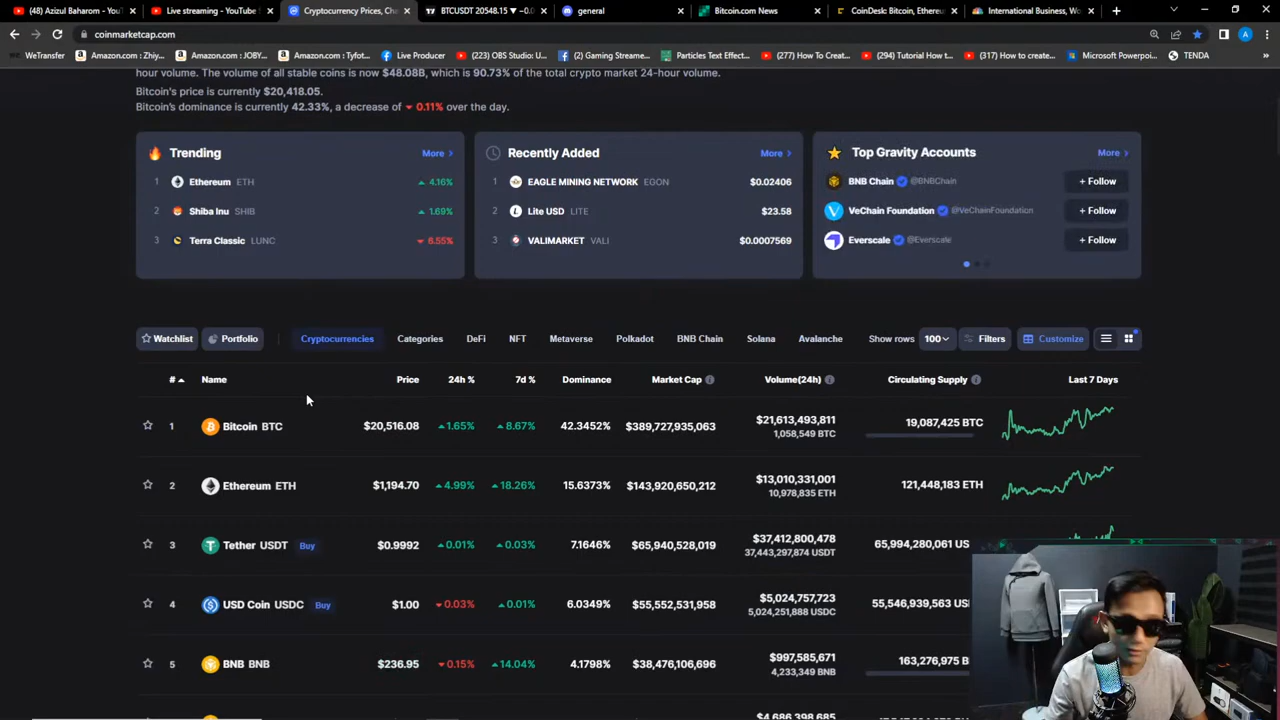 (48) Azizul Baharom - You
Live streaming - YouTube S
Cryptocurrency Prices, Cha
BTCUSDT 20548.15 ▼ −0.
general
Bitcoin.com News
CoinDesk: Bitcoin, Ethereu
International Business, Wo
coinmarketcap.com
WeTransfer
Amazon.com : Zhiy...
Amazon.com : JOBY...
Amazon.com : Tyfot...
Live Producer
(223) OBS Studio: U...
(2) Gaming Streame...
Particles Text Effect...
(277) How To Creat...
(294) Tutorial How t...
(317) How to create...
Microsoft Powerpoi...
TENDA
hour volume. The volume of all stable coins is now $48.08B, which is 90.73% of the total crypto market 24-hour volume.
Bitcoin's price is currently $20,418.05.
Bitcoin's dominance is currently 42.33%, a decrease of ▼ 0.11% over the day.
Trending More >
1 Ethereum ETH ▲ 4.16%
2 Shiba Inu SHIB ▲ 1.69%
3 Terra Classic LUNC ▼ 6.55%
Recently Added More >
1 EAGLE MINING NETWORK EGON $0.02406
2 Lite USD LITE $23.58
3 VALIMARKET VALI $0.0007569
Top Gravity Accounts More >
BNB Chain @BNBChain + Follow
VeChain Foundation @VeChainFoundation + Follow
Everscale @Everscale + Follow
Watchlist Portfolio Cryptocurrencies Categories DeFi NFT Metaverse Polkadot BNB Chain Solana Avalanche Show rows 100 Filters Customize
# Name Price 24h % 7d % Dominance Market Cap Volume(24h) Circulating Supply Last 7 Days
1 Bitcoin BTC $20,516.08 ▲1.65% ▲8.67% 42.3452% $389,727,935,063 $21,613,493,811 19,087,425 BTC
1,058,549 BTC
2 Ethereum ETH $1,194.70 ▲4.99% ▲18.26% 15.6373% $143,920,650,212 $13,010,331,001 121,448,183 ETH
10,978,835 ETH
3 Tether USDT Buy $0.9992 ▲0.01% ▲0.03% 7.1646% $65,940,528,019 $37,412,800,478 65,994,280,061 US
37,443,297,874 USDT
4 USD Coin USDC Buy $1.00 ▼0.03% ▲0.01% 6.0349% $55,552,531,958 $5,024,757,723 55,546,939,563 US
5,024,251,888 USDC
5 BNB BNB $236.95 ▼0.15% ▲14.04% 4.1798% $38,476,106,696 $997,585,671 163,276,975 B
4,233,349 BNB